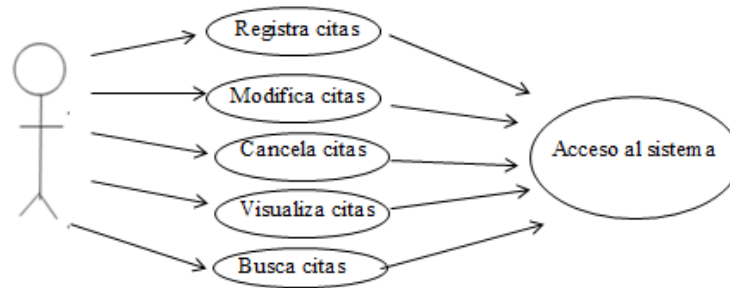 Registra citas
Modifica citas
Cancela citas
Acceso al sistema
Visualiza citas
Busca citas